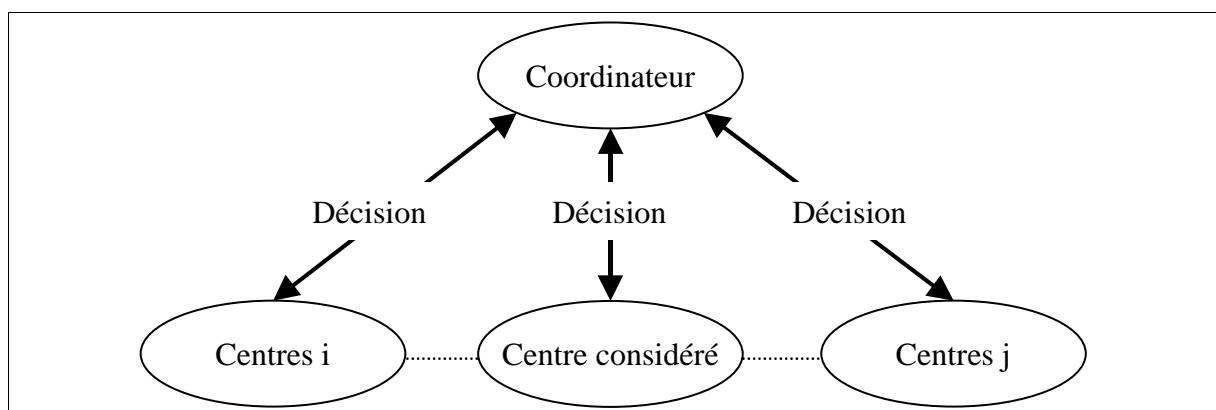 Coordinateur
Décision Décision Décision
Centres i Centre considéré Centres j